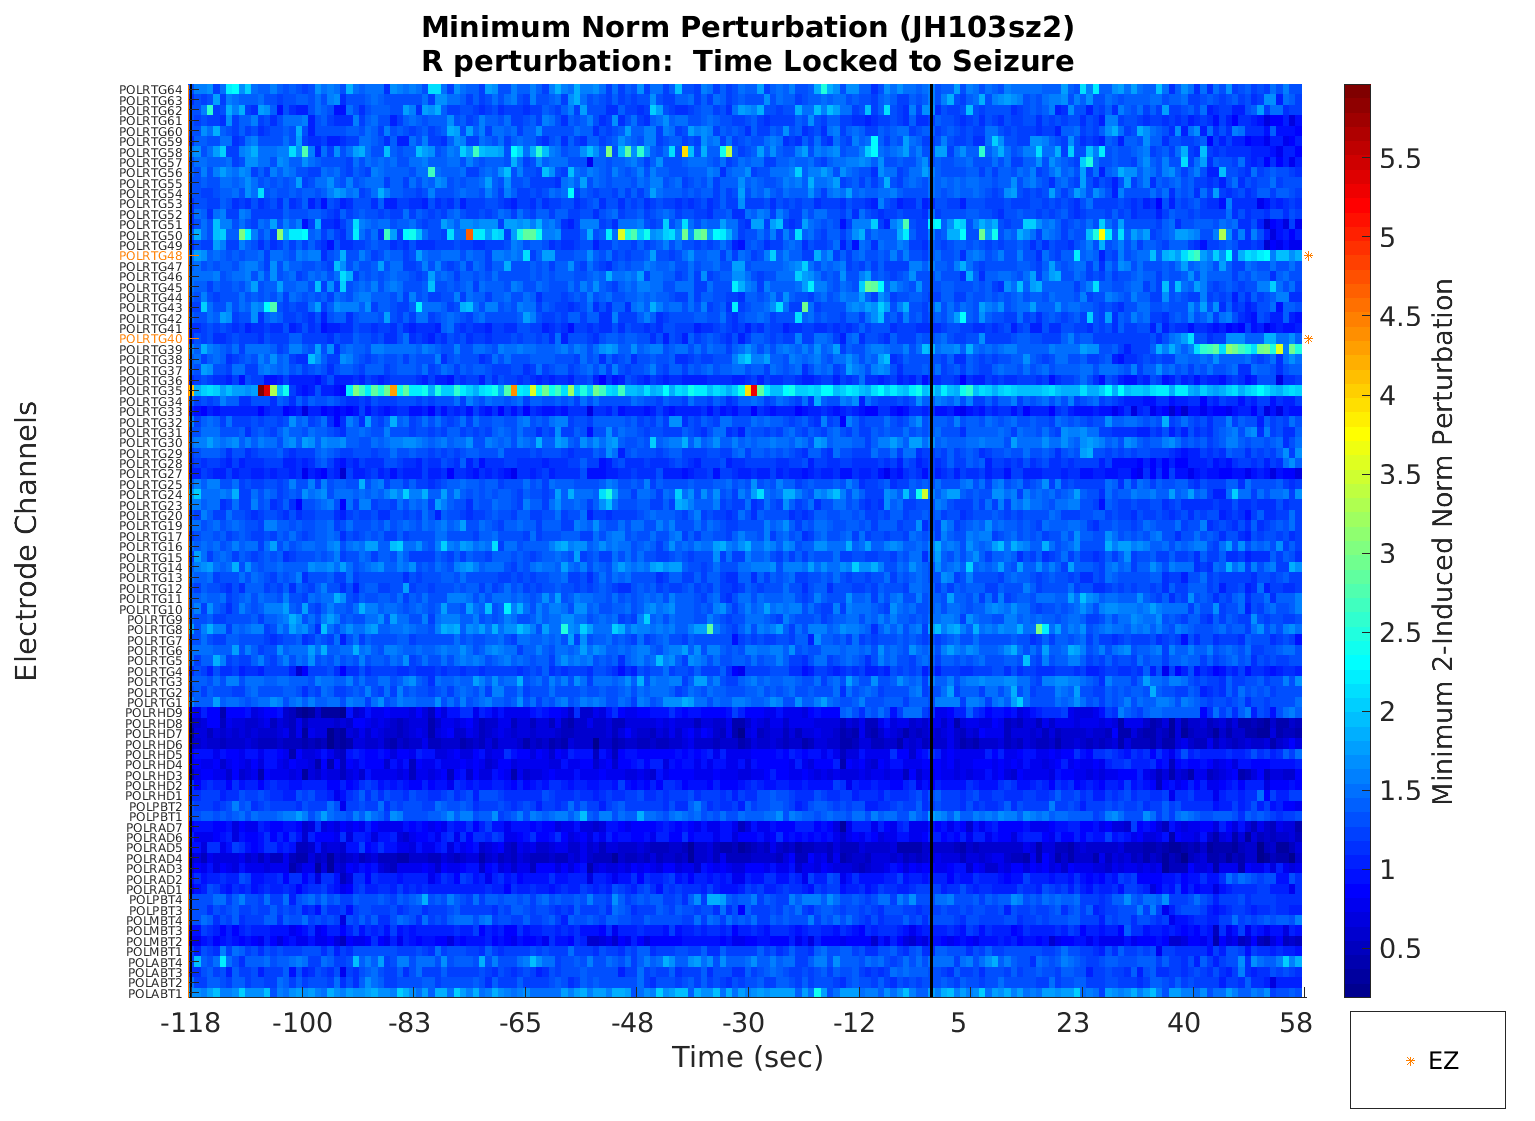 Minimum Norm Perturbation (JH103sz2)
R perturbation:  Time Locked to Seizure
Electrode Channels
POLRTG64
POLRTG63
POLRTG62
POLRTG61
POLRTG60
POLRTG59
POLRTG58
POLRTG57
POLRTG56
POLRTG55
POLRTG54
POLRTG53
POLRTG52
POLRTG51
POLRTG50
POLRTG49
POLRTG48
POLRTG47
POLRTG46
POLRTG45
POLRTG44
POLRTG43
POLRTG42
POLRTG41
POLRTG40
POLRTG39
POLRTG38
POLRTG37
POLRTG36
POLRTG35
POLRTG34
POLRTG33
POLRTG32
POLRTG31
POLRTG30
POLRTG29
POLRTG28
POLRTG27
POLRTG25
POLRTG24
POLRTG23
POLRTG20
POLRTG19
POLRTG17
POLRTG16
POLRTG15
POLRTG14
POLRTG13
POLRTG12
POLRTG11
POLRTG10
POLRTG9
POLRTG8
POLRTG7
POLRTG6
POLRTG5
POLRTG4
POLRTG3
POLRTG2
POLRTG1
POLRHD9
POLRHD8
POLRHD7
POLRHD6
POLRHD5
POLRHD4
POLRHD3
POLRHD2
POLRHD1
POLPBT2
POLPBT1
POLRAD7
POLRAD6
POLRAD5
POLRAD4
POLRAD3
POLRAD2
POLRAD1
POLPBT4
POLPBT3
POLMBT4
POLMBT3
POLMBT2
POLMBT1
POLABT4
POLABT3
POLABT2
POLABT1
-118 -100 -83 -65 -48 -30 -12 5 23 40 58
Time (sec)
5.5
5
4.5
4
3.5
3
2.5
2
1.5
1
0.5
Minimum 2-Induced Norm Perturbation
EZ